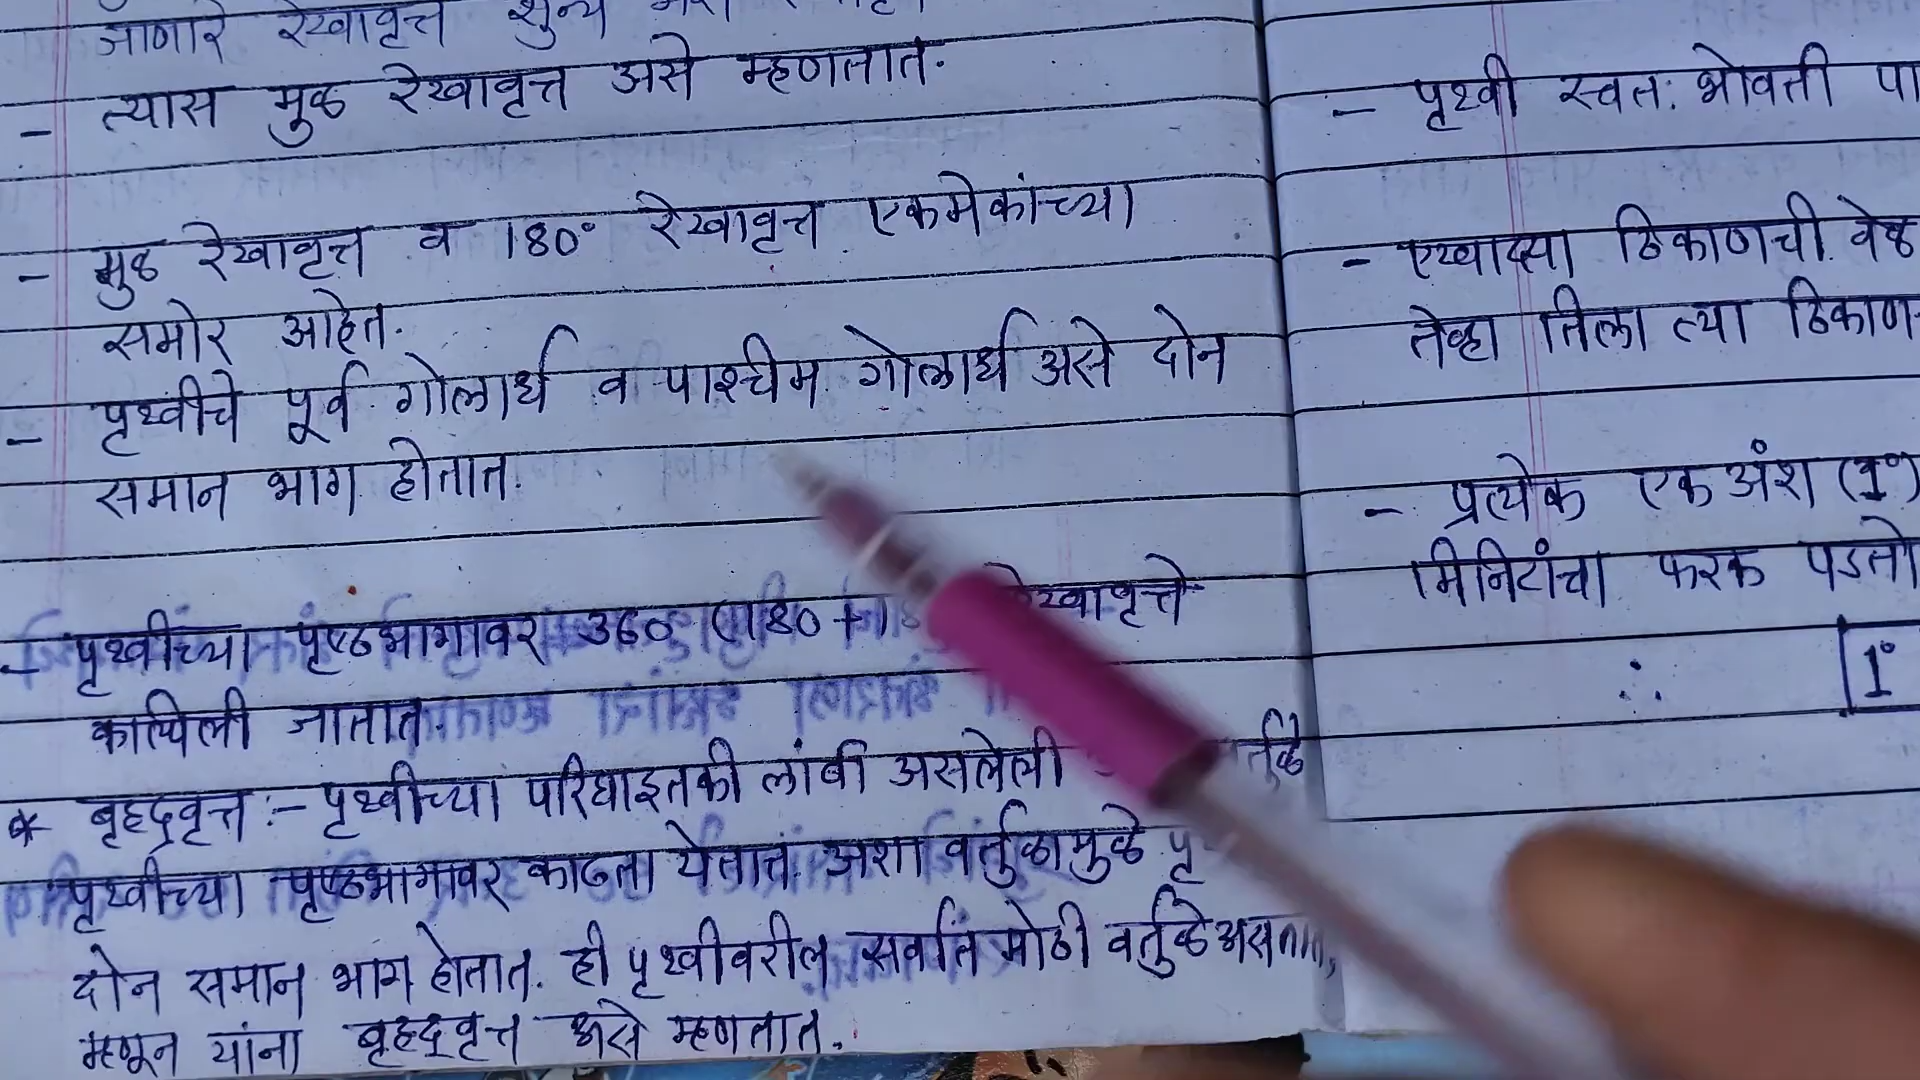 जाणारे रेखावृत्त शुन्य
- त्यास मुळ रेखावृत्त असे म्हणतात.
- मुळ रेखावृत्त व 180° रेखावृत्त एकमेकांच्या
समोर आहेत.
- पृथ्वीचे पूर्व गोलार्ध व पाश्चिम गोलार्ध असे दोन
समान भाग होतात.
- पृथ्वीच्या पृष्ठभागावर 360 (180 + रेखावृत्ते
काल्पिली जातात.
* बृहद्वृत्त :- पृथ्वीच्या परिघाइतकी लांबी असलेली
पृथ्वीच्या पृष्ठभागावर काढता येतात. अशा वर्तुळामुळे पृ
दोन समान भाग होतात. ही पृथ्वीवरील सर्वात मोठी वर्तुळे असतात,
म्हणून यांना बृहद्वृत्त असे म्हणतात.
- पृथ्वी स्वत: भोवती
- एखाद्या ठिकाणची वेळ
तेव्हा तिला त्या ठिकाण
- प्रत्येक एक अंश (1°)
मिनिटांचा फरक पडतो
∴ 1°